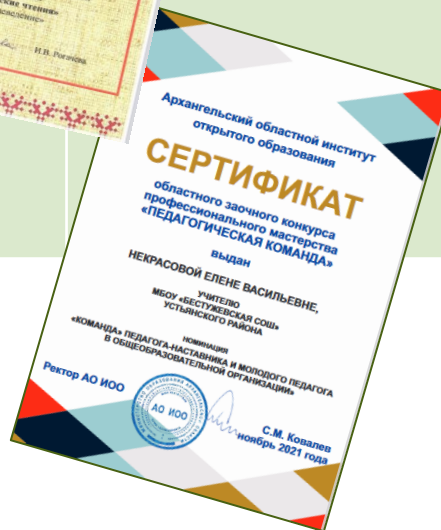 ские чтения»
И.В. Рогачева
Архангельский областной институт
открытого образования
СЕРТИФИКАТ
областного заочного конкурса
профессионального мастерства
«ПЕДАГОГИЧЕСКАЯ КОМАНДА»
выдан
НЕКРАСОВОЙ ЕЛЕНЕ ВАСИЛЬЕВНЕ,
УЧИТЕЛЮ
МБОУ «БЕСТУЖЕВСКАЯ СОШ»
УСТЬЯНСКОГО РАЙОНА
НОМИНАЦИЯ
«КОМАНДА» ПЕДАГОГА-НАСТАВНИКА И МОЛОДОГО ПЕДАГОГА
В ОБЩЕОБРАЗОВАТЕЛЬНОЙ ОРГАНИЗАЦИИ»
Ректор АО ИОО
АО ИОО
С.М. Ковалев
ноябрь 2021 года